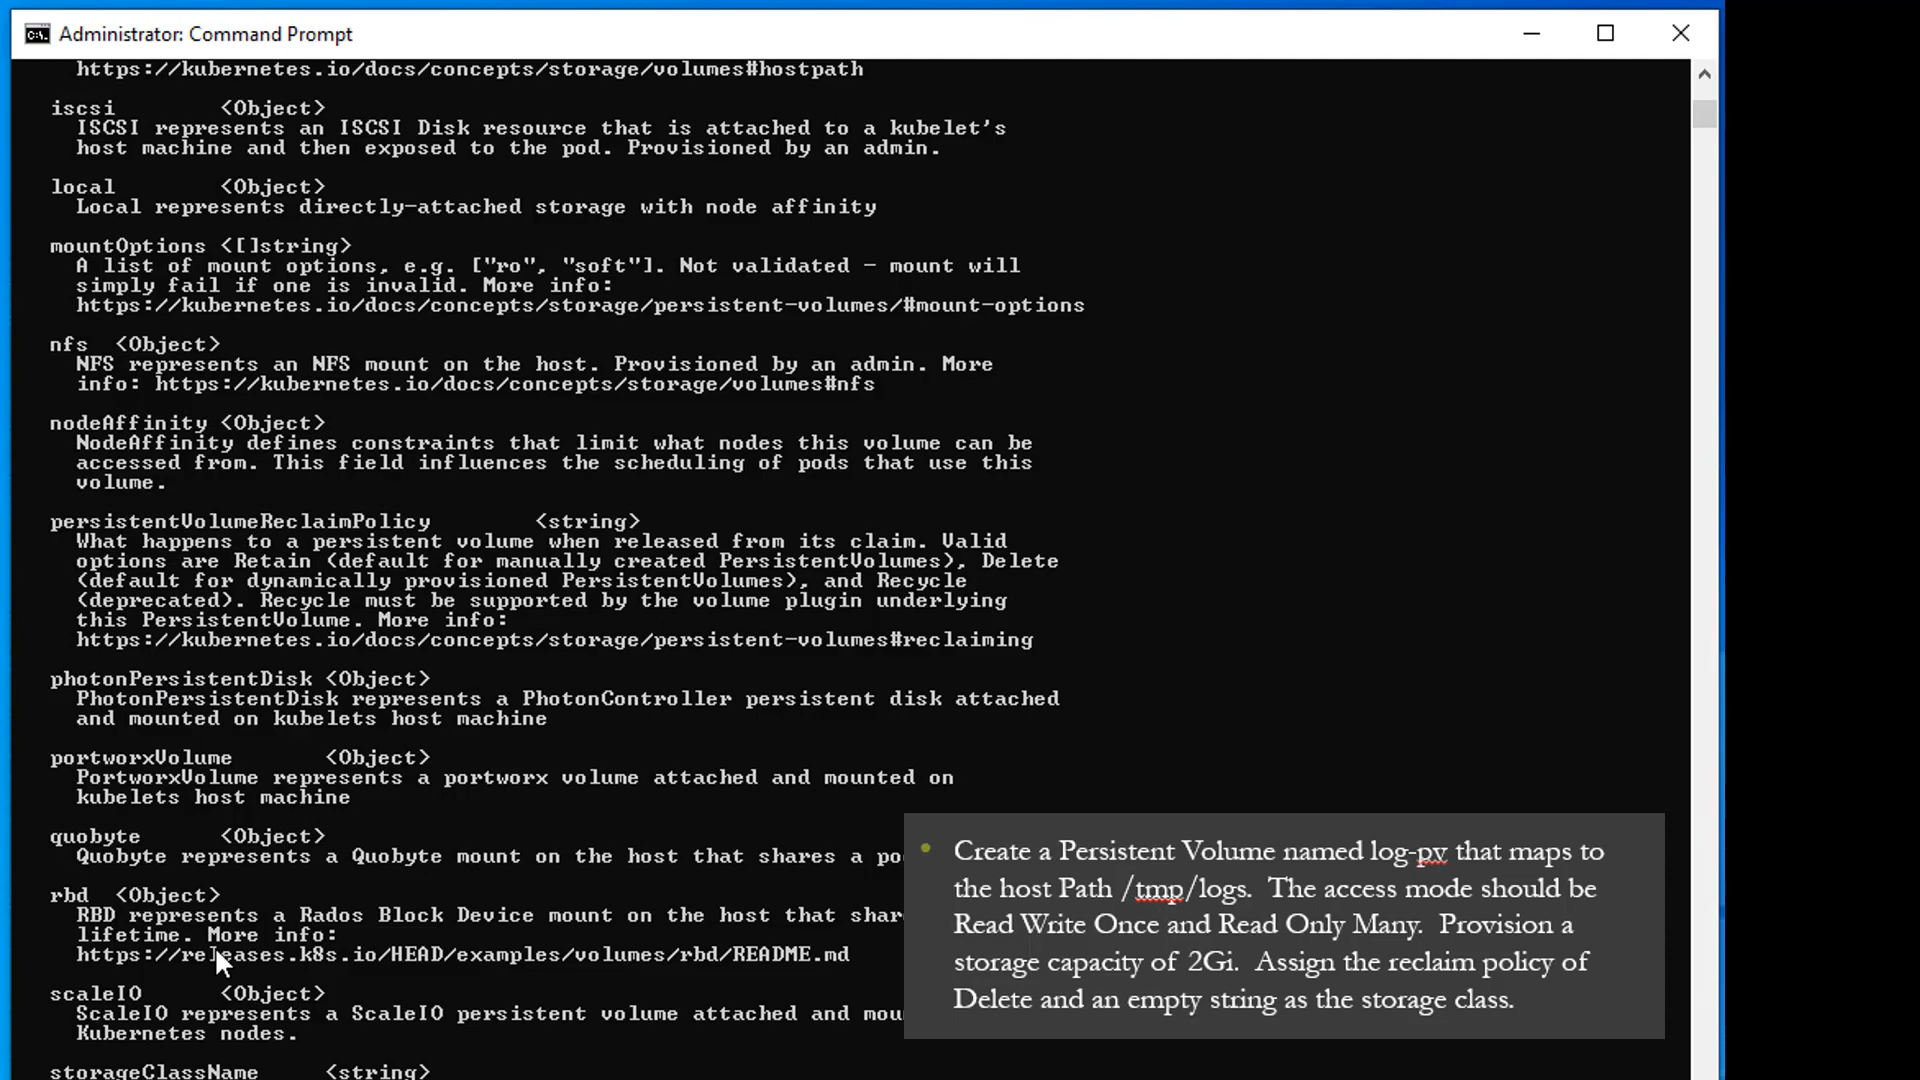 Administrator: Command Prompt
https://kubernetes.io/docs/concepts/storage/volumes#hostpath
iscsi <Object>
ISCSI represents an ISCSI Disk resource that is attached to a kubelet's
host machine and then exposed to the pod. Provisioned by an admin.
local <Object>
Local represents directly-attached storage with node affinity
mountOptions <[]string>
A list of mount options, e.g. ["ro", "soft"]. Not validated - mount will
simply fail if one is invalid. More info:
https://kubernetes.io/docs/concepts/storage/persistent-volumes/#mount-options
nfs <Object>
NFS represents an NFS mount on the host. Provisioned by an admin. More
info: https://kubernetes.io/docs/concepts/storage/volumes#nfs
nodeAffinity <Object>
NodeAffinity defines constraints that limit what nodes this volume can be
accessed from. This field influences the scheduling of pods that use this
volume.
persistentVolumeReclaimPolicy <string>
What happens to a persistent volume when released from its claim. Valid
options are Retain (default for manually created PersistentVolumes), Delete
(default for dynamically provisioned PersistentVolumes), and Recycle
(deprecated). Recycle must be supported by the volume plugin underlying
this PersistentVolume. More info:
https://kubernetes.io/docs/concepts/storage/persistent-volumes#reclaiming
photonPersistentDisk <Object>
PhotonPersistentDisk represents a PhotonController persistent disk attached
and mounted on kubelets host machine
portworxVolume <Object>
PortworxVolume represents a portworx volume attached and mounted on
kubelets host machine
quobyte <Object>
Quobyte represents a Quobyte mount on the host that shares a po
rbd <Object>
RBD represents a Rados Block Device mount on the host that shar
lifetime. More info:
https://releases.k8s.io/HEAD/examples/volumes/rbd/README.md
scaleIO <Object>
ScaleIO represents a ScaleIO persistent volume attached and mou
Kubernetes nodes.
storageClassName <string>
• Create a Persistent Volume named log-pv that maps to
the host Path /tmp/logs. The access mode should be
Read Write Once and Read Only Many. Provision a
storage capacity of 2Gi. Assign the reclaim policy of
Delete and an empty string as the storage class.